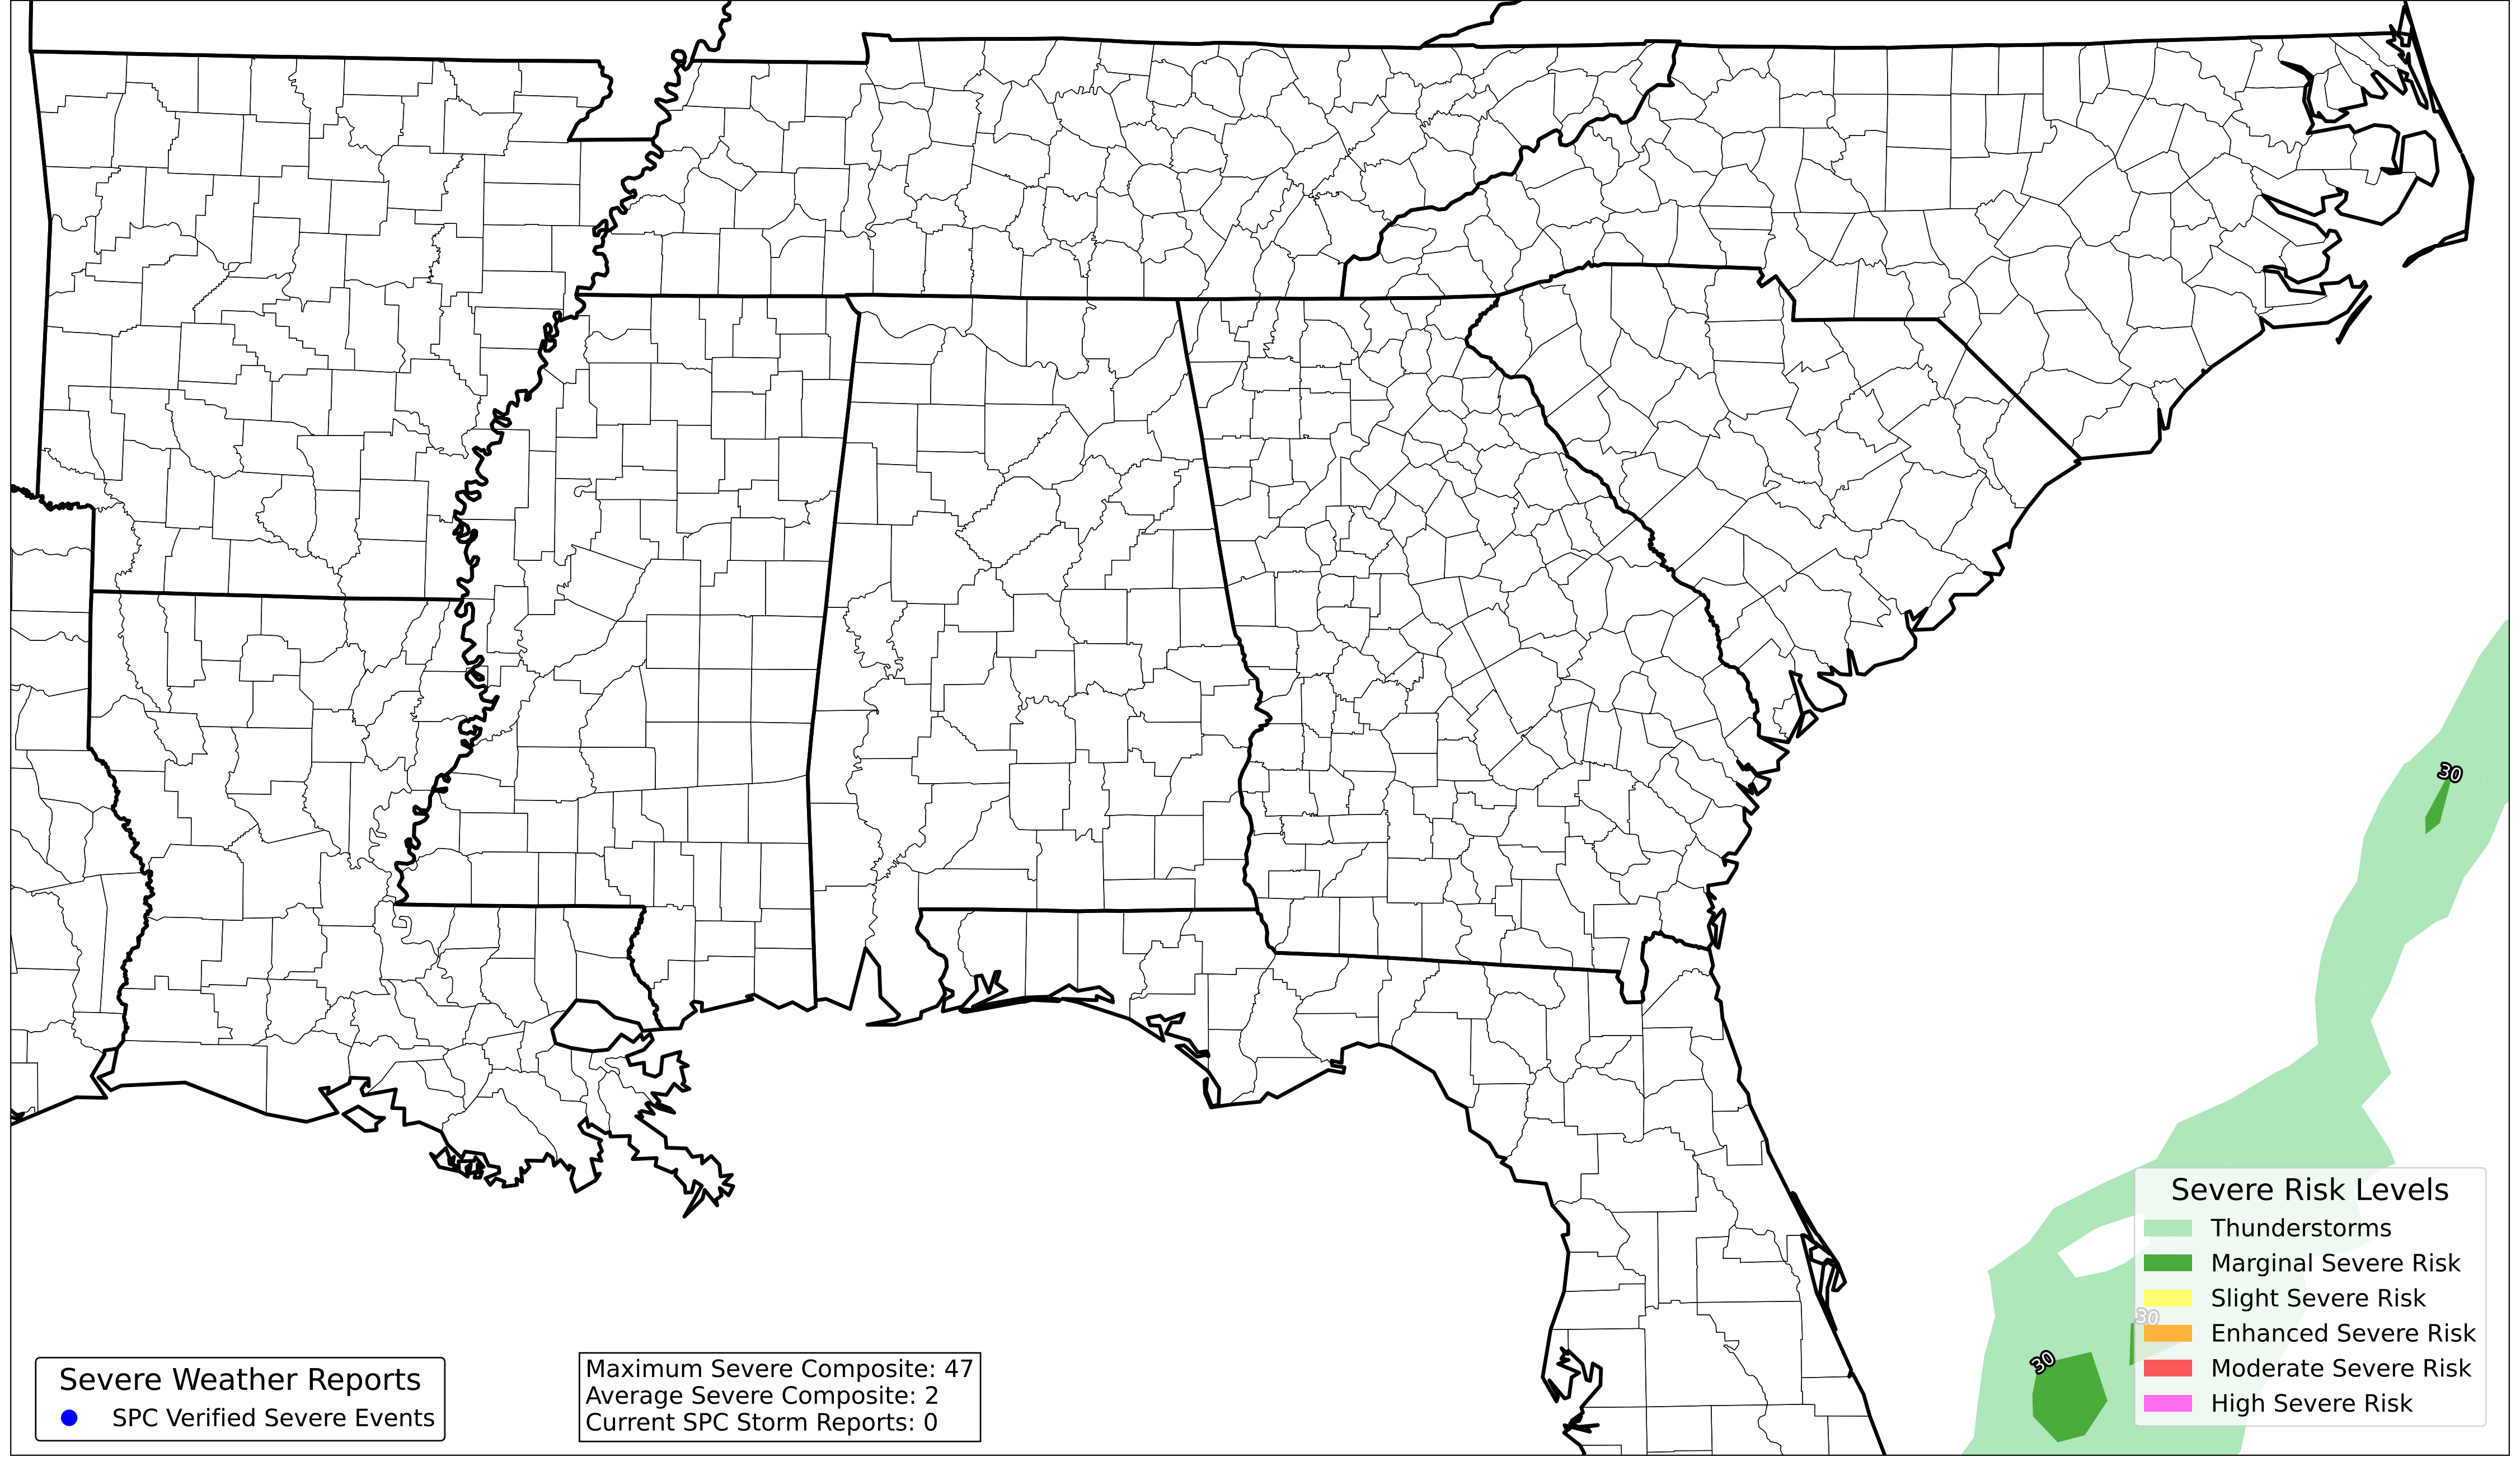 30
Severe Risk Levels
Thunderstorms
Marginal Severe Risk
Slight Severe Risk
30
Enhanced Severe Risk
30
Moderate Severe Risk
High Severe Risk
Severe Weather Reports
SPC Verified Severe Events
Maximum Severe Composite: 47
Average Severe Composite: 2
Current SPC Storm Reports: 0